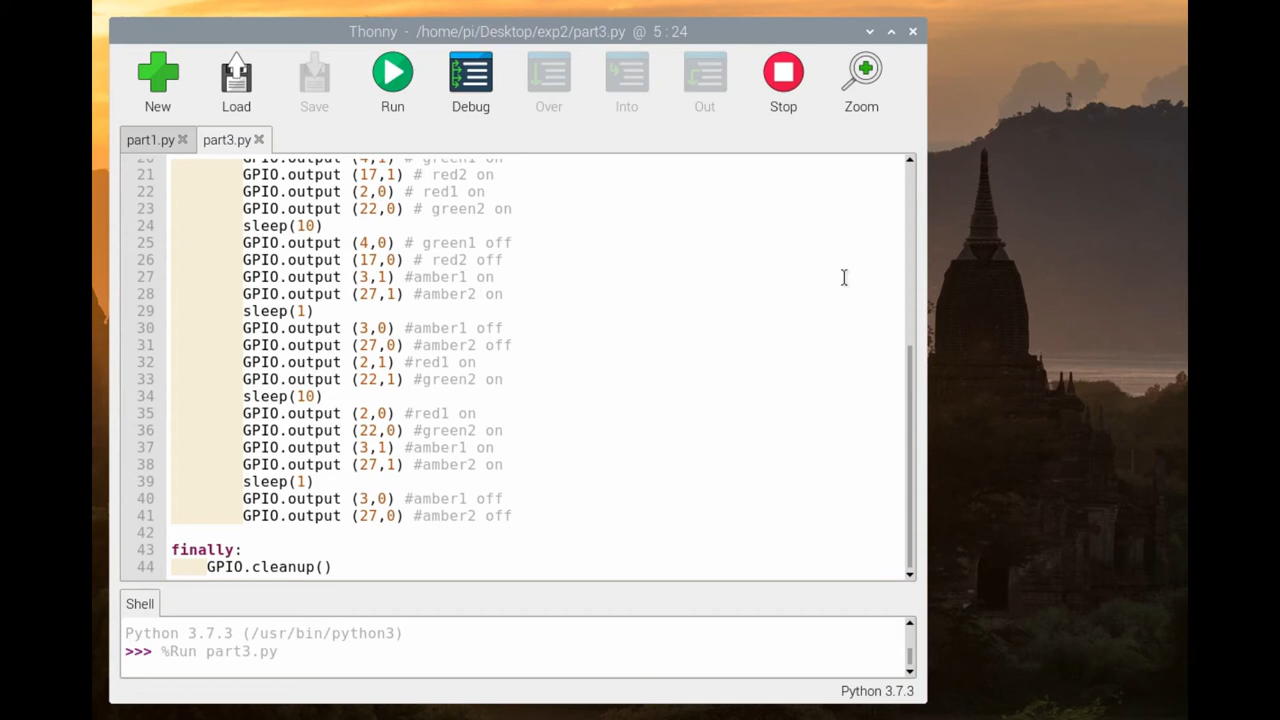 Thonny - /home/pi/Desktop/exp2/part3.py @ 5 : 24
New Load Save Run Debug Over Into Out Stop Zoom
part1.py part3.py
20 GPIO.output (4,1) # green1 on
21 GPIO.output (17,1) # red2 on
22 GPIO.output (2,0) # red1 on
23 GPIO.output (22,0) # green2 on
24 sleep(10)
25 GPIO.output (4,0) # green1 off
26 GPIO.output (17,0) # red2 off
27 GPIO.output (3,1) #amber1 on
28 GPIO.output (27,1) #amber2 on
29 sleep(1)
30 GPIO.output (3,0) #amber1 off
31 GPIO.output (27,0) #amber2 off
32 GPIO.output (2,1) #red1 on
33 GPIO.output (22,1) #green2 on
34 sleep(10)
35 GPIO.output (2,0) #red1 on
36 GPIO.output (22,0) #green2 on
37 GPIO.output (3,1) #amber1 on
38 GPIO.output (27,1) #amber2 on
39 sleep(1)
40 GPIO.output (3,0) #amber1 off
41 GPIO.output (27,0) #amber2 off
42
43 finally:
44 GPIO.cleanup()
Shell
Python 3.7.3 (/usr/bin/python3)
>>> %Run part3.py
Python 3.7.3